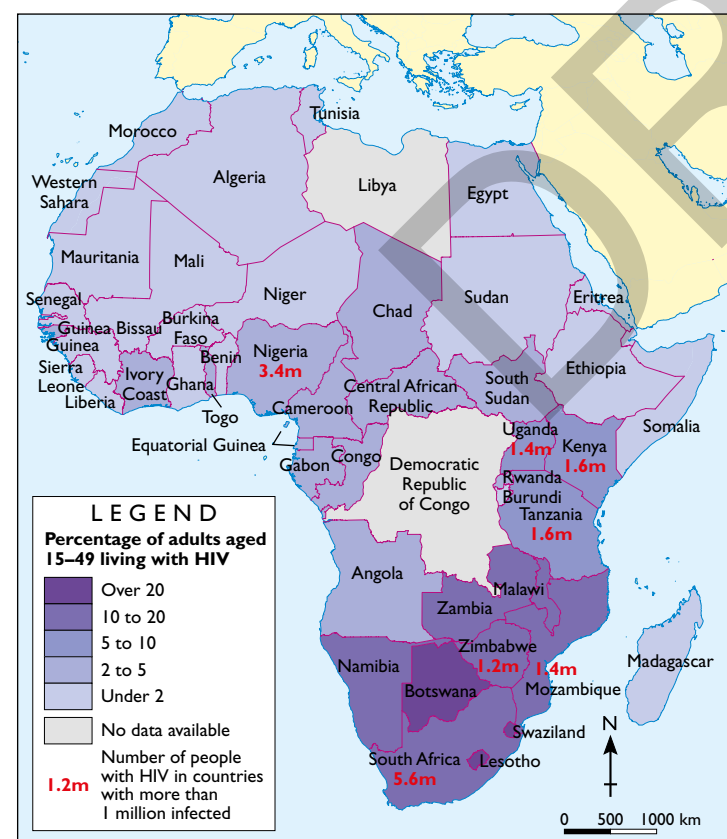 Tunisia
Morocco
Algeria
Libya
Egypt
Western
Sahara
Mauritania
Mali
Niger
Chad
Sudan
Eritrea
Senegal
Guinea Bissau
Guinea
Burkina
Faso
Benin
Nigeria
3.4m
Sierra
Leone
Liberia
Ivory
Coast
Ghana
Togo
Cameroon
Central African
Republic
South
Sudan
Ethiopia
Somalia
Equatorial Guinea
Gabon
Congo
Democratic
Republic
of Congo
Uganda
1.4m
Kenya
1.6m
Rwanda
Burundi
Tanzania
1.6m
Angola
Malawi
Zambia
Zimbabwe
1.2m
1.4m
Mozambique
Madagascar
Namibia
Botswana
Swaziland
South Africa
5.6m
Lesotho
LEGEND
Percentage of adults aged
15–49 living with HIV
Over 20
10 to 20
5 to 10
2 to 5
Under 2
No data available
1.2m
Number of people
with HIV in countries
with more than
1 million infected
N
0 500 1000 km